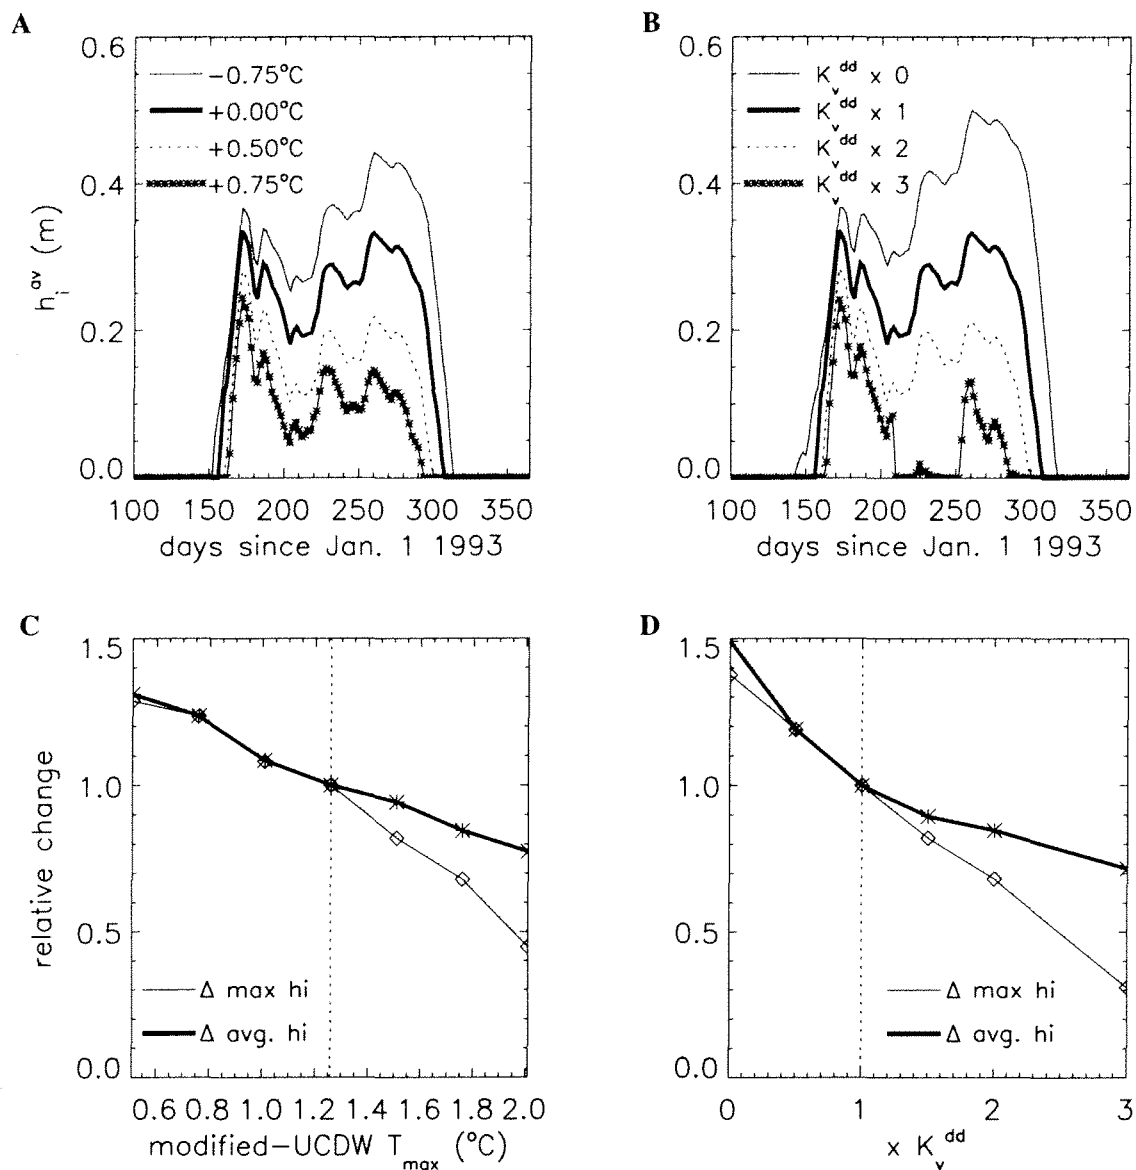 A
0.6
0.4
0.2
0.0
h_i^av (m)
−0.75°C
+0.00°C
+0.50°C
+0.75°C
100 150 200 250 300 350
days since Jan. 1 1993
B
0.6
0.4
0.2
0.0
K_v^dd x 0
K_v^dd x 1
K_v^dd x 2
K_v^dd x 3
100 150 200 250 300 350
days since Jan. 1 1993
C
1.5
1.0
0.5
0.0
relative change
Δ max hi
Δ avg. hi
0.6 0.8 1.0 1.2 1.4 1.6 1.8 2.0
modified−UCDW T_max (°C)
D
1.5
1.0
0.5
0.0
Δ max hi
Δ avg. hi
0 1 2 3
x K_v^dd